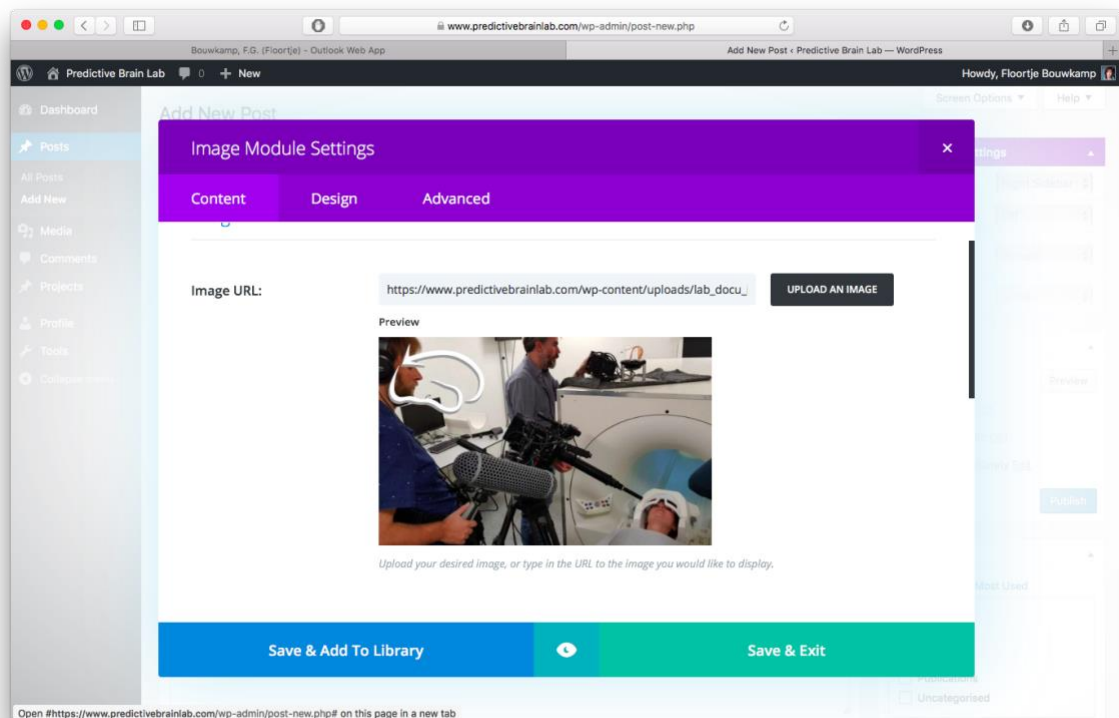 www.predictivebrainlab.com/wp-admin/post-new.php
Bouwkamp, F.G. (Floortje) - Outlook Web App
Add New Post ‹ Predictive Brain Lab — WordPress
Predictive Brain Lab 0 + New
Howdy, Floortje Bouwkamp
Dashboard
Add New Post
Screen Options Help
Posts
Image Module Settings
All Posts
Add New
Content Design Advanced
Media
Comments
Projects
Image URL:
https://www.predictivebrainlab.com/wp-content/uploads/lab_docu_
UPLOAD AN IMAGE
Preview
Profile
Tools
Preview
Publish
Upload your desired image, or type in the URL to the image you would like to display.
Most Used
Save & Add To Library
Save & Exit
Publications
Uncategorised
Open #https://www.predictivebrainlab.com/wp-admin/post-new.php# on this page in a new tab